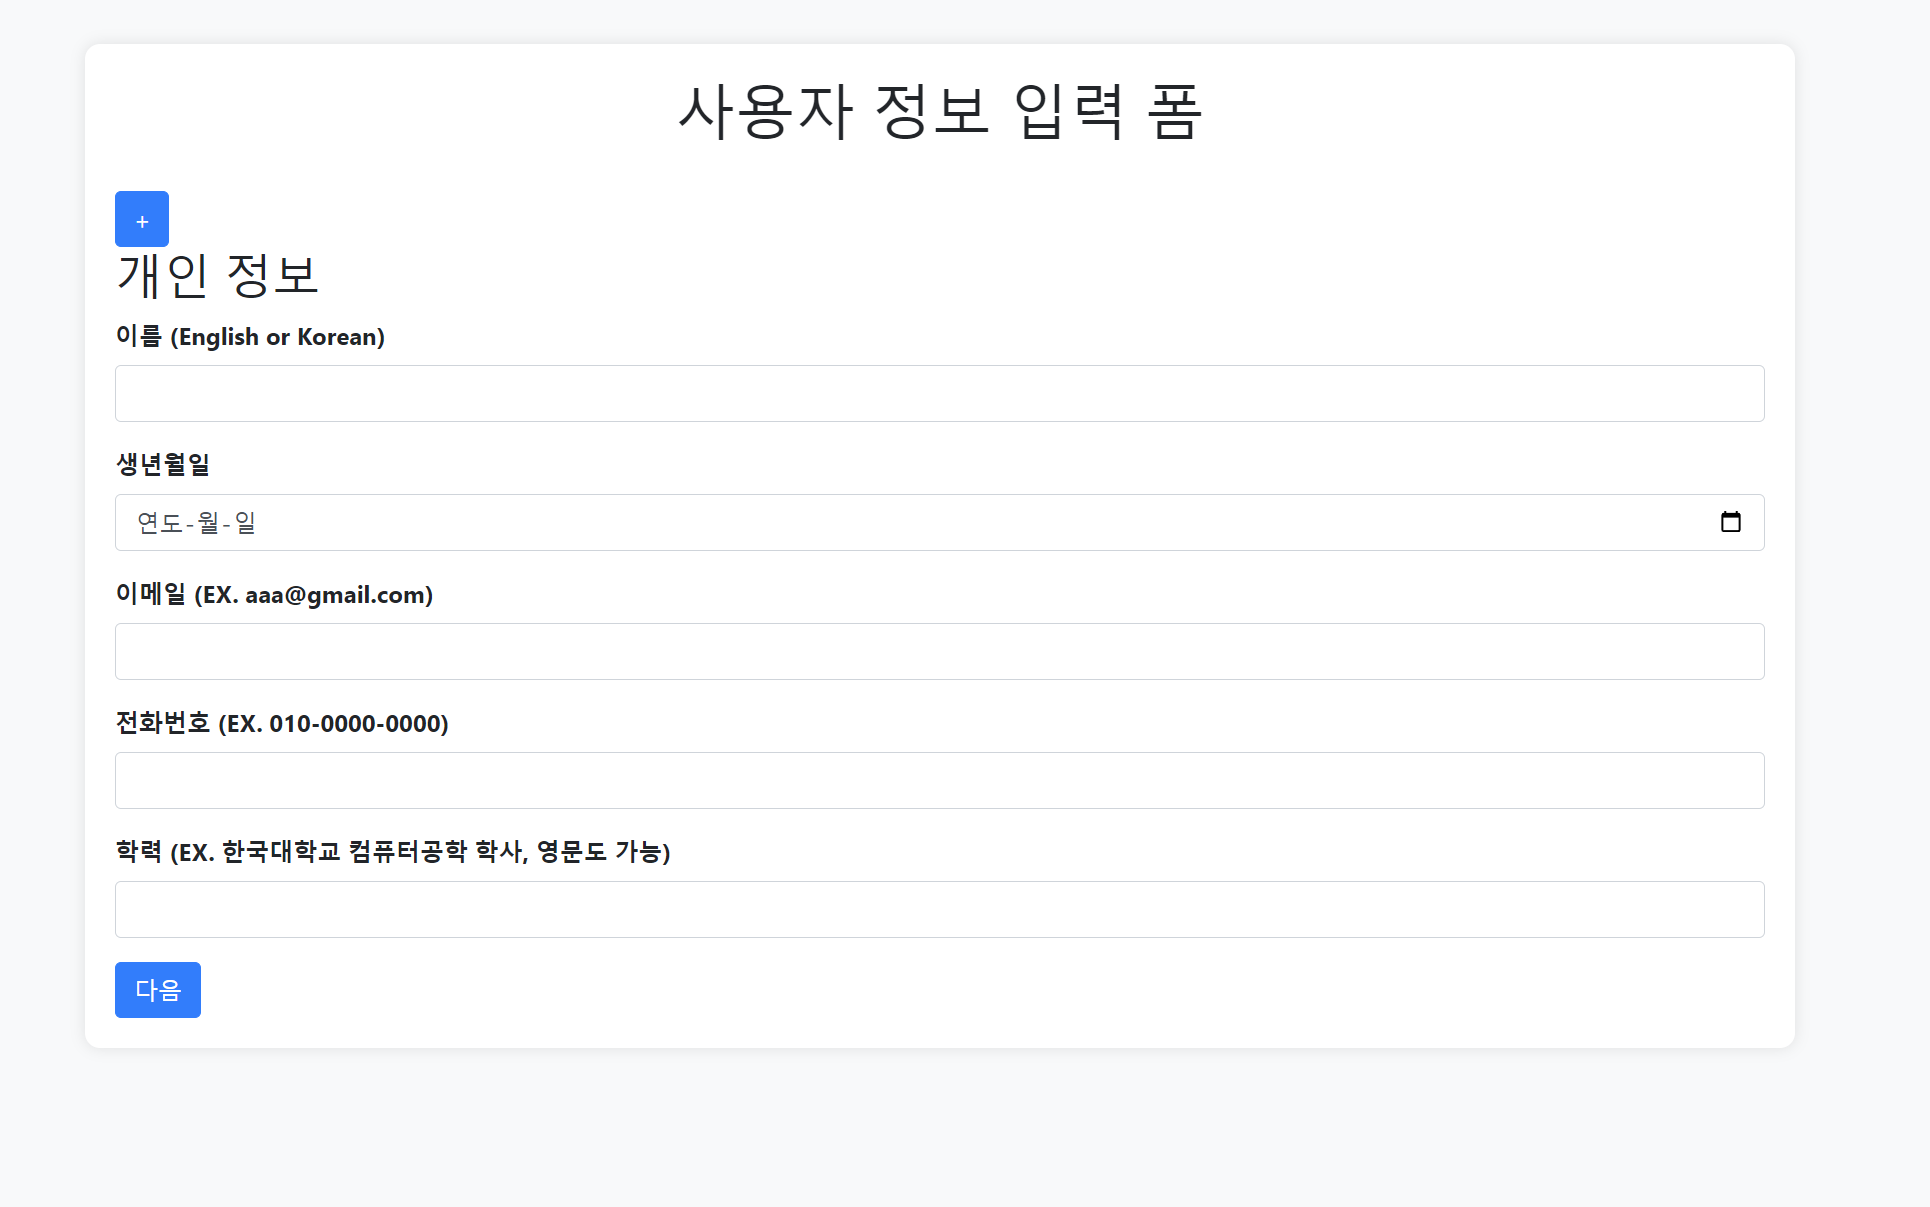 사용자 정보 입력 폼
+
개인 정보
이름 (English or Korean)
생년월일
연도-월-일
이메일 (EX. aaa@gmail.com)
전화번호 (EX. 010-0000-0000)
학력 (EX. 한국대학교 컴퓨터공학 학사, 영문도 가능)
다음